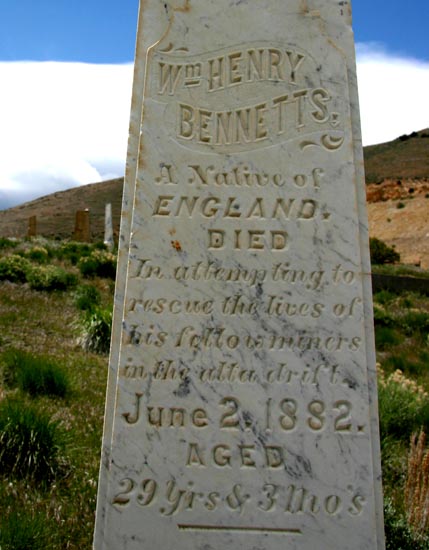 Wm HENRY
BENNETTS,
A Native of
ENGLAND.
DIED
In attempting to
rescue the lives of
his fellow miners
in the alta drift.
June 2, 1882.
AGED
29 Yrs & 3 Mo's